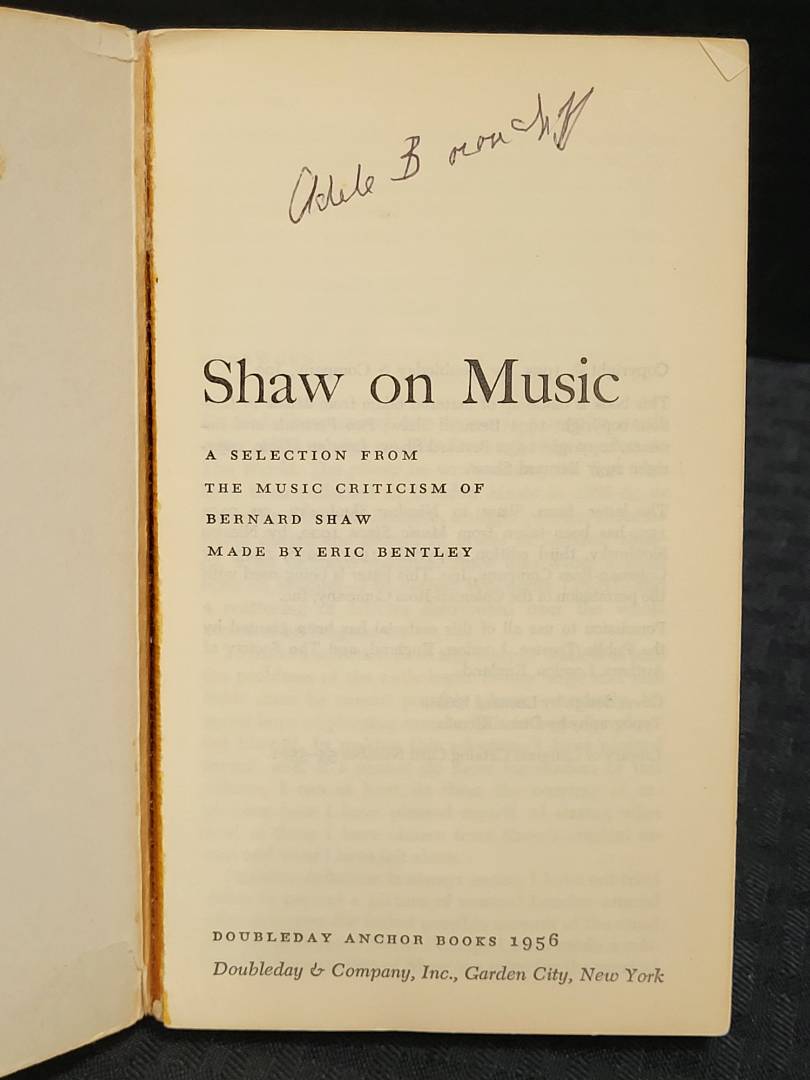 Adele B
Shaw on Music
A SELECTION FROM
THE MUSIC CRITICISM OF
BERNARD SHAW
MADE BY ERIC BENTLEY
DOUBLEDAY ANCHOR BOOKS 1956
Doubleday & Company, Inc., Garden City, New York